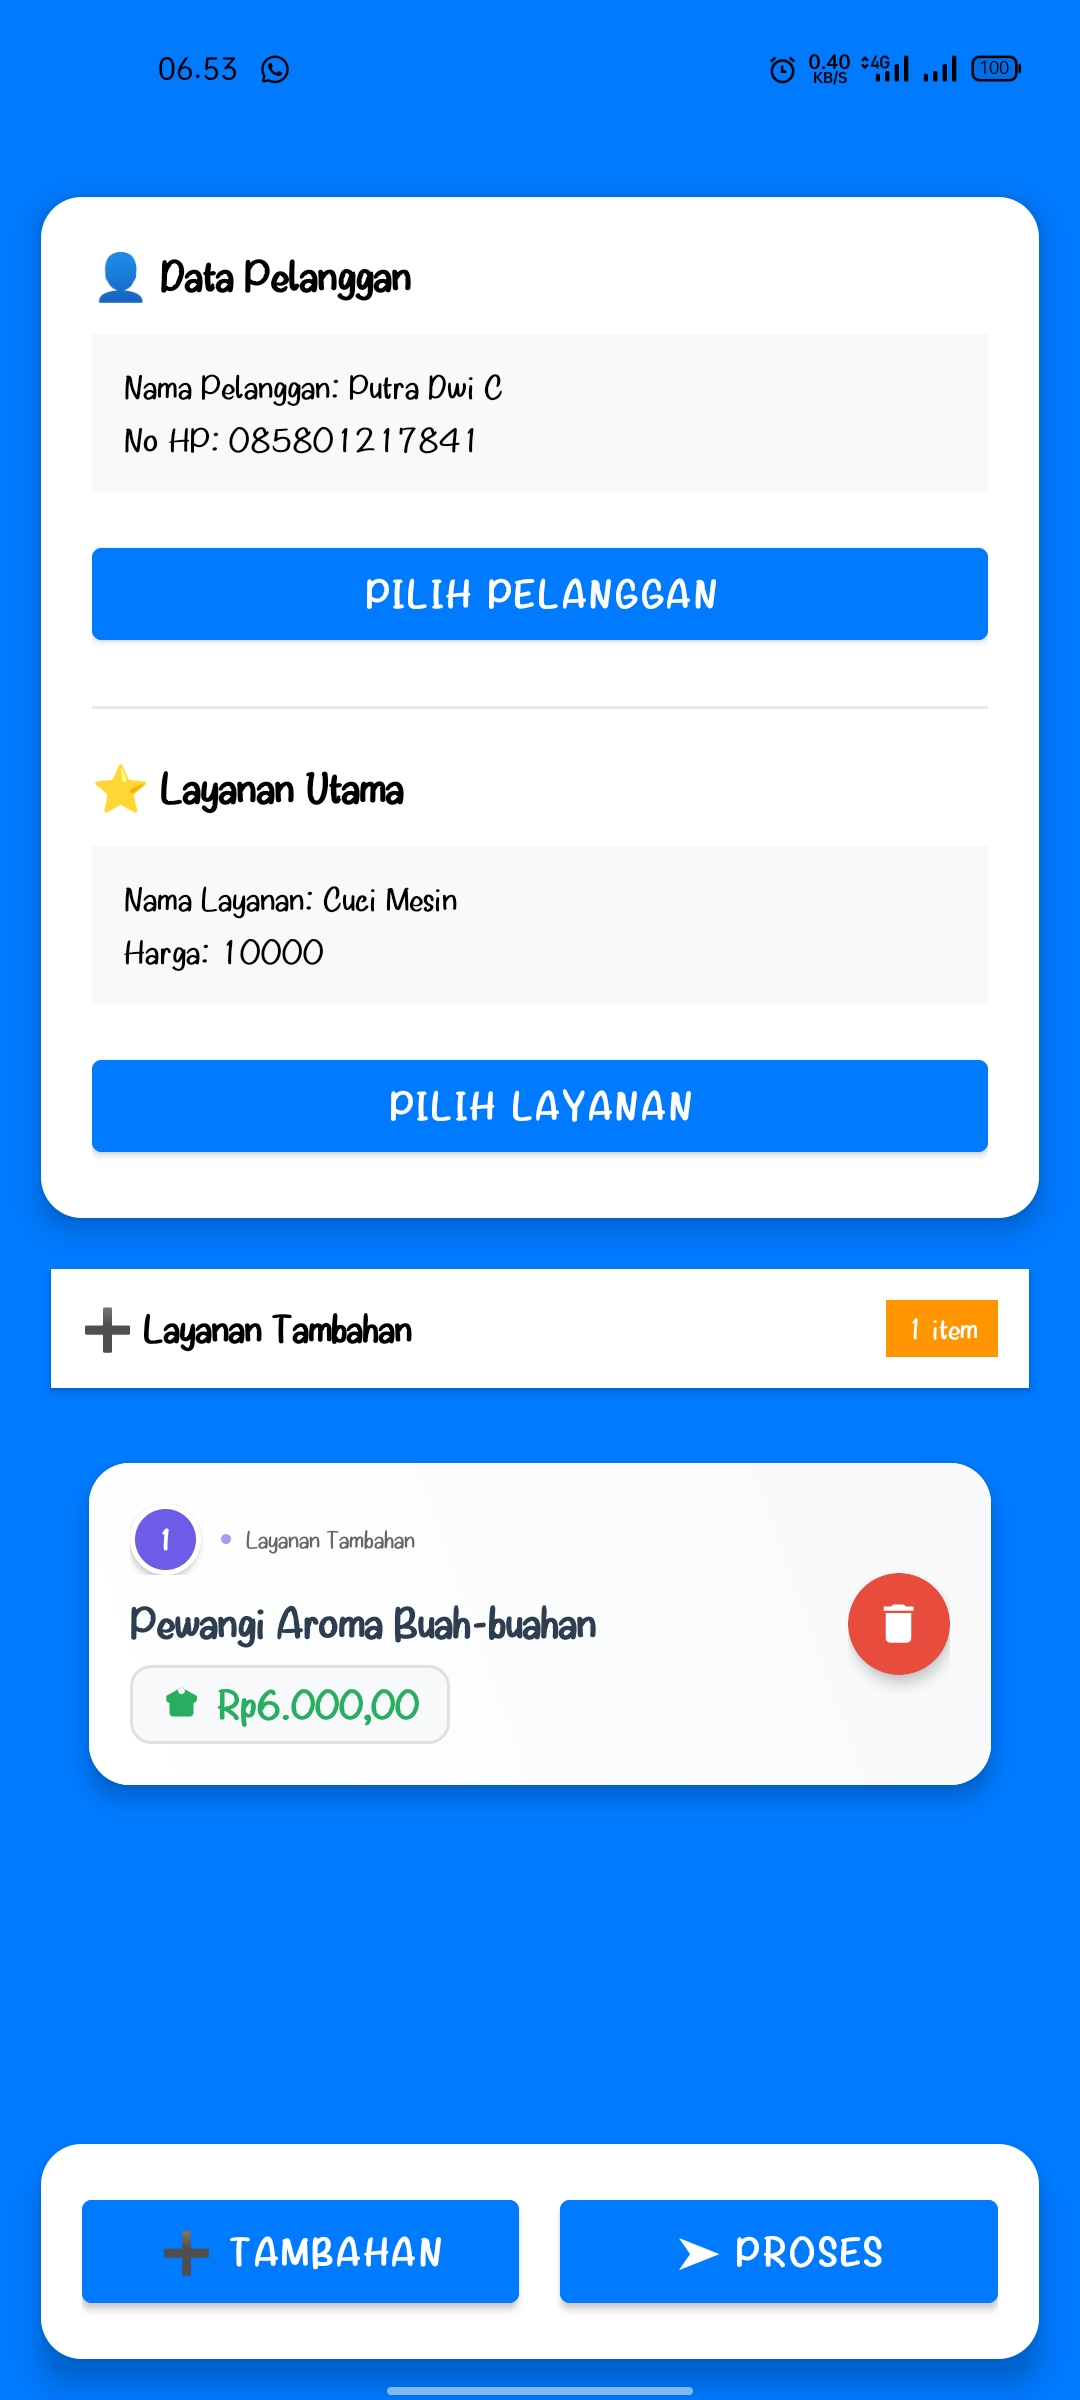 06.53
0.40
KB/S
4G
100
Data Pelanggan
Nama Pelanggan: Putra Dwi C
No HP: 085801217841
PILIH PELANGGAN
Layanan Utama
Nama Layanan: Cuci Mesin
Harga: 10000
PILIH LAYANAN
Layanan Tambahan
1 item
1
Layanan Tambahan
Pewangi Aroma Buah-buahan
Rp6.000,00
TAMBAHAN
PROSES